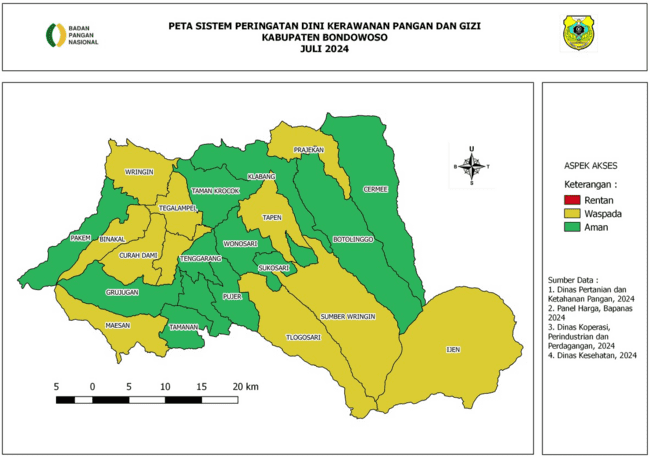 BADAN
PANGAN
NASIONAL
PETA SISTEM PERINGATAN DINI KERAWANAN PANGAN DAN GIZI
KABUPATEN BONDOWOSO
JULI 2024
PRAJEKAN
WRINGIN
KLABANG
TAMAN KROCOK
CERMEE
TEGALAMPEL
TAPEN
PAKEM
BINAKAL
BOTOLINGGO
WONOSARI
CURAH DAMI
TENGGARANG
SUKOSARI
GRUJUGAN
PUJER
SUMBER WRINGIN
MAESAN
TAMANAN
TLOGOSARI
IJEN
U
B
T
S
5 0 5 10 15 20 km
ASPEK AKSES
Keterangan :
Rentan
Waspada
Aman
Sumber Data :
1. Dinas Pertanian dan
Ketahanan Pangan, 2024
2. Panel Harga, Bapanas
2024
3. Dinas Koperasi,
Perindustrian dan
Perdagangan, 2024
4. Dinas Kesehatan, 2024